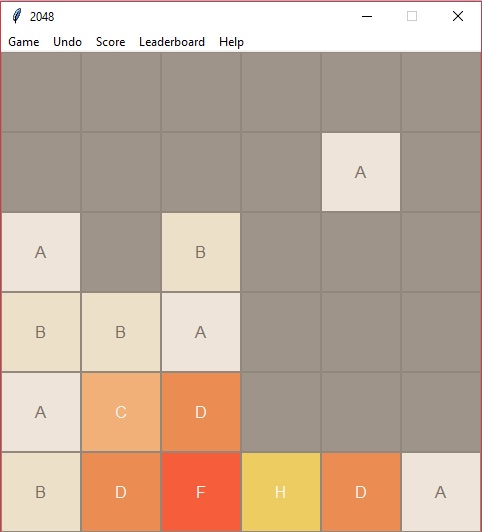 2048
Game Undo Score Leaderboard Help
A
A B
B B A
A C D
B D F H D A